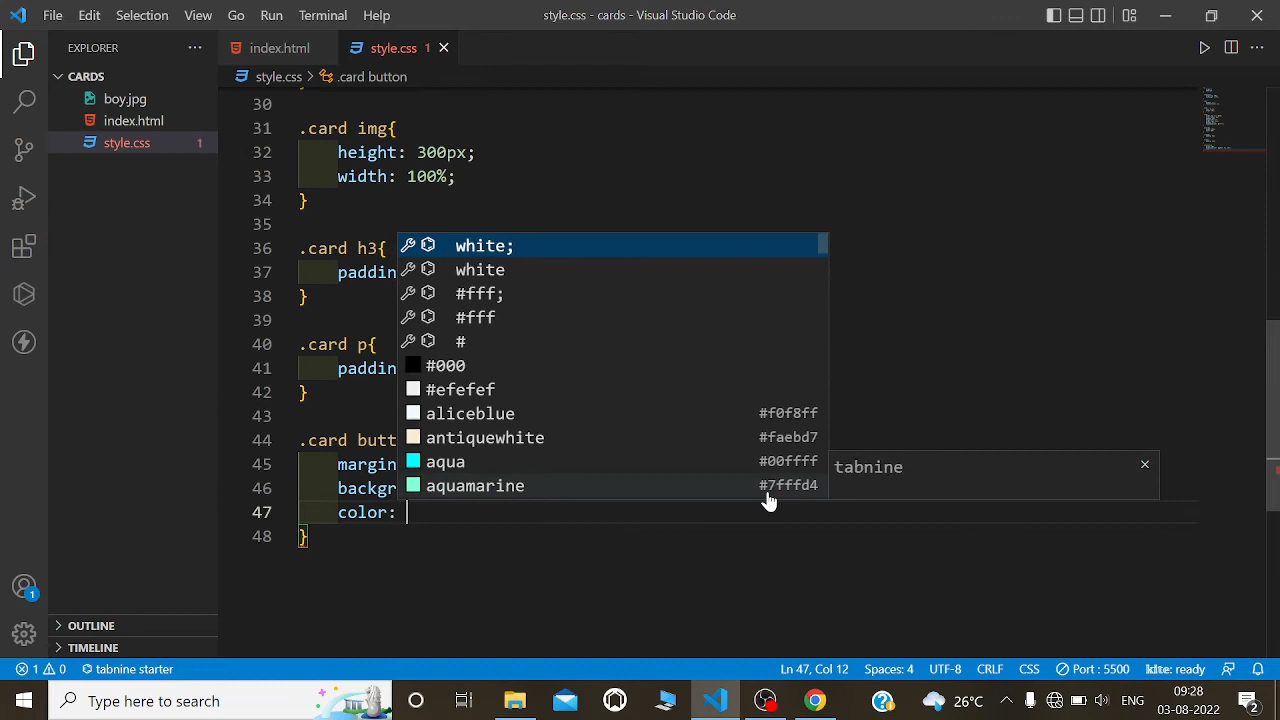 File Edit Selection View Go Run Terminal Help style.css - cards - Visual Studio Code
EXPLORER
index.html
style.css 1
CARDS
style.css > .card button
boy.jpg
index.html
style.css 1
30
31 .card img{
32 height: 300px;
33 width: 100%;
34 }
35
36 .card h3{
37 paddin
38 }
39
40 .card p{
41 paddin
42 }
43
44 .card butt
45 margin
46 backgr
47 color:
48 }
white;
white
#fff;
#fff
#
#000
#efefef
aliceblue #f0f8ff
antiquewhite #faebd7
aqua #00ffff
aquamarine #7fffd4
tabnine
OUTLINE
TIMELINE
1
1 0 tabnine starter Ln 47, Col 12 Spaces: 4 UTF-8 CRLF CSS Port : 5500 kite: ready
Type here to search
26°C ENG 09:28
03-08-2022 2